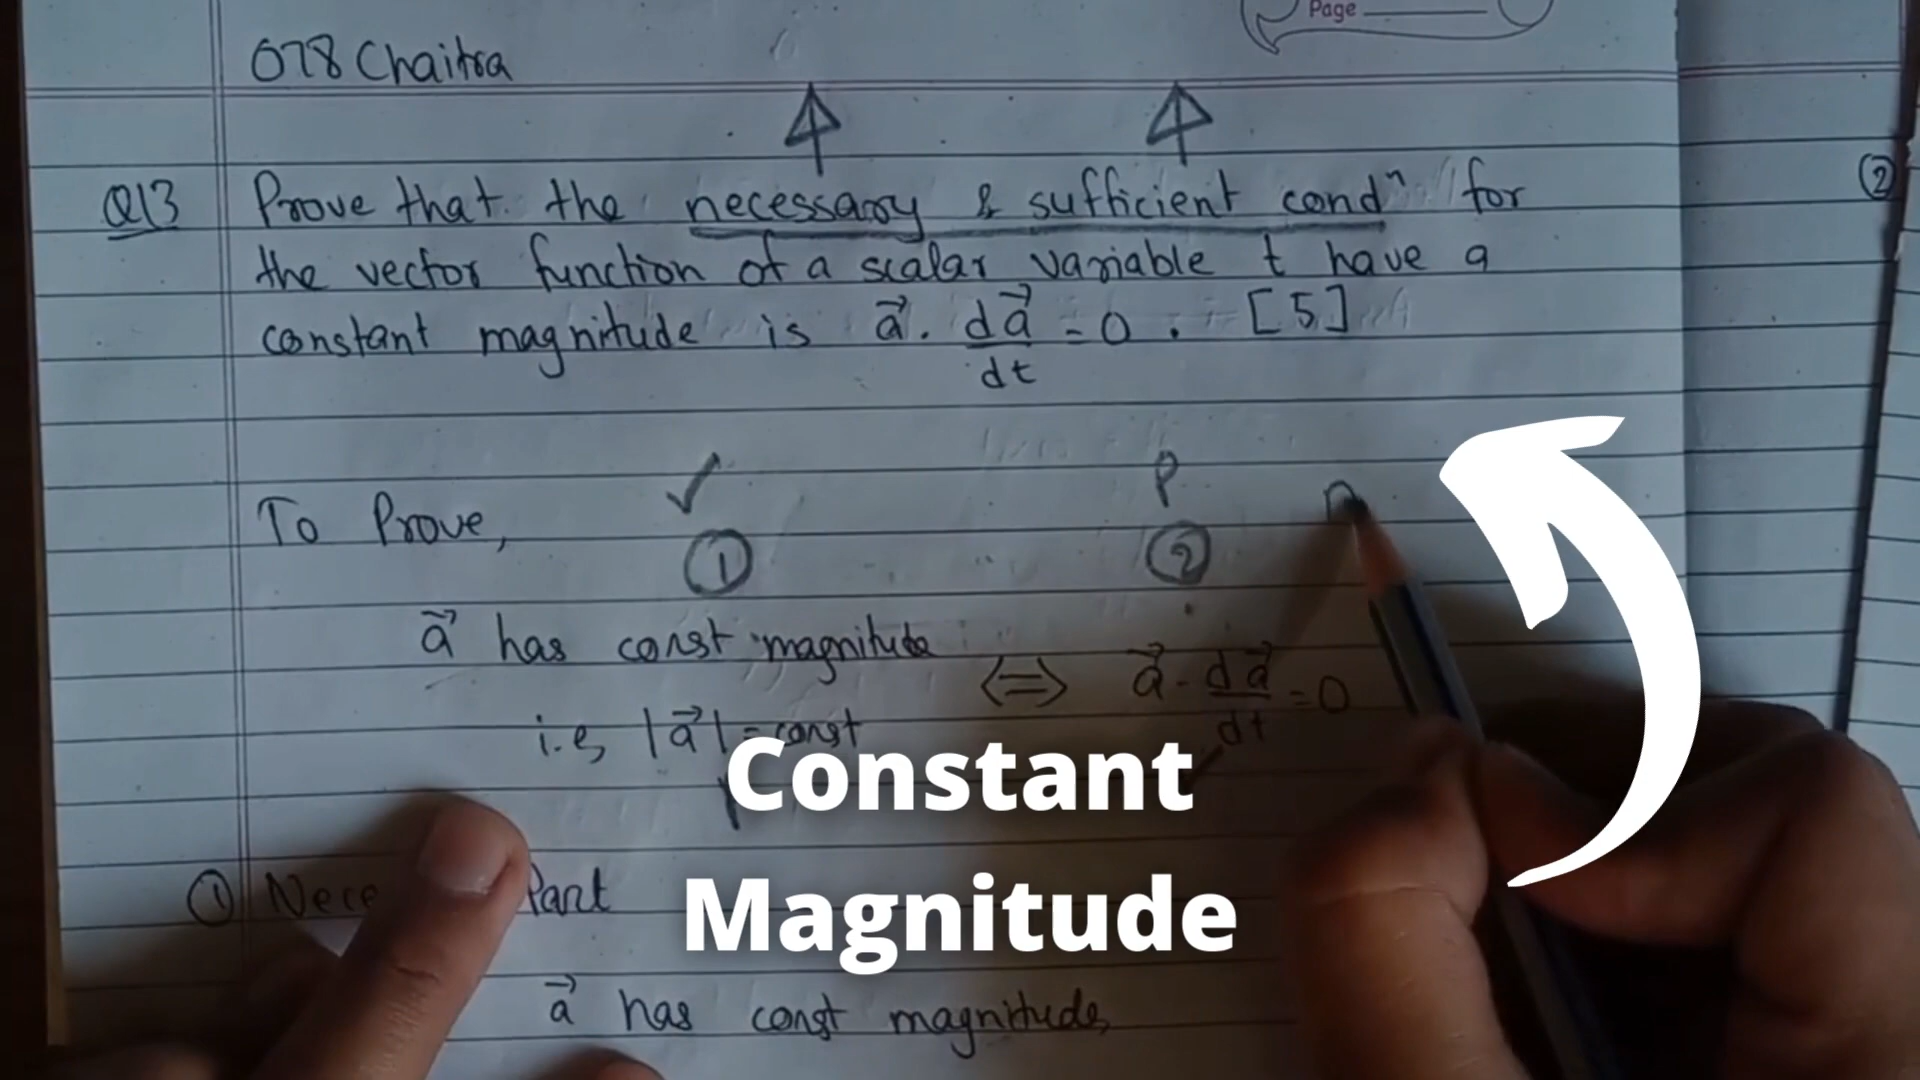 Page
078 Chaitra
Q13 Prove that the necessary & sufficient condⁿ for
②
the vector function of a scalar variable t have a
constant magnitude is a⃗ . da⃗/dt = 0 . [5]
✓ P
To Prove,
① ②
a⃗ has const magnitude ⟨=⟩ a⃗ . da⃗/dt = 0
i.e, |a⃗| = const
Constant
Magnitude
① Nece Part
a⃗ has const magnitude,